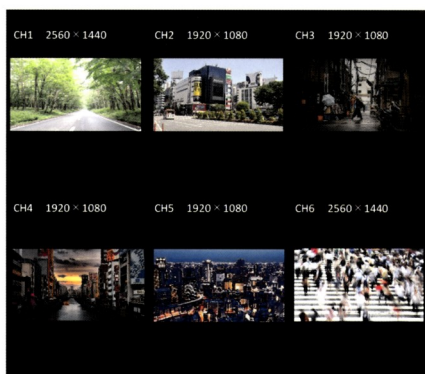 CH1 2560 × 1440
CH2 1920 × 1080
CH3 1920 × 1080
CH4 1920 × 1080
CH5 1920 × 1080
CH6 2560 × 1440